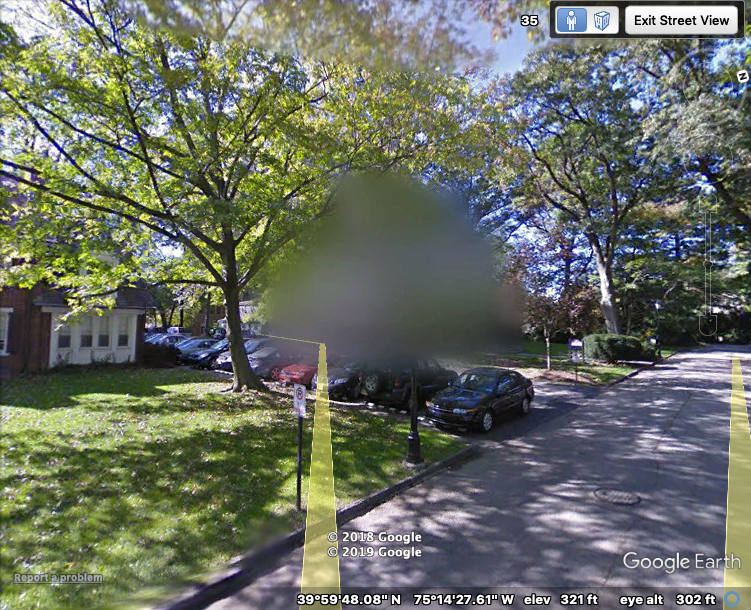 35
Exit Street View
N
© 2018 Google
© 2019 Google
Google Earth
Report a problem
39°59'48.08" N 75°14'27.61" W elev 321 ft eye alt 302 ft